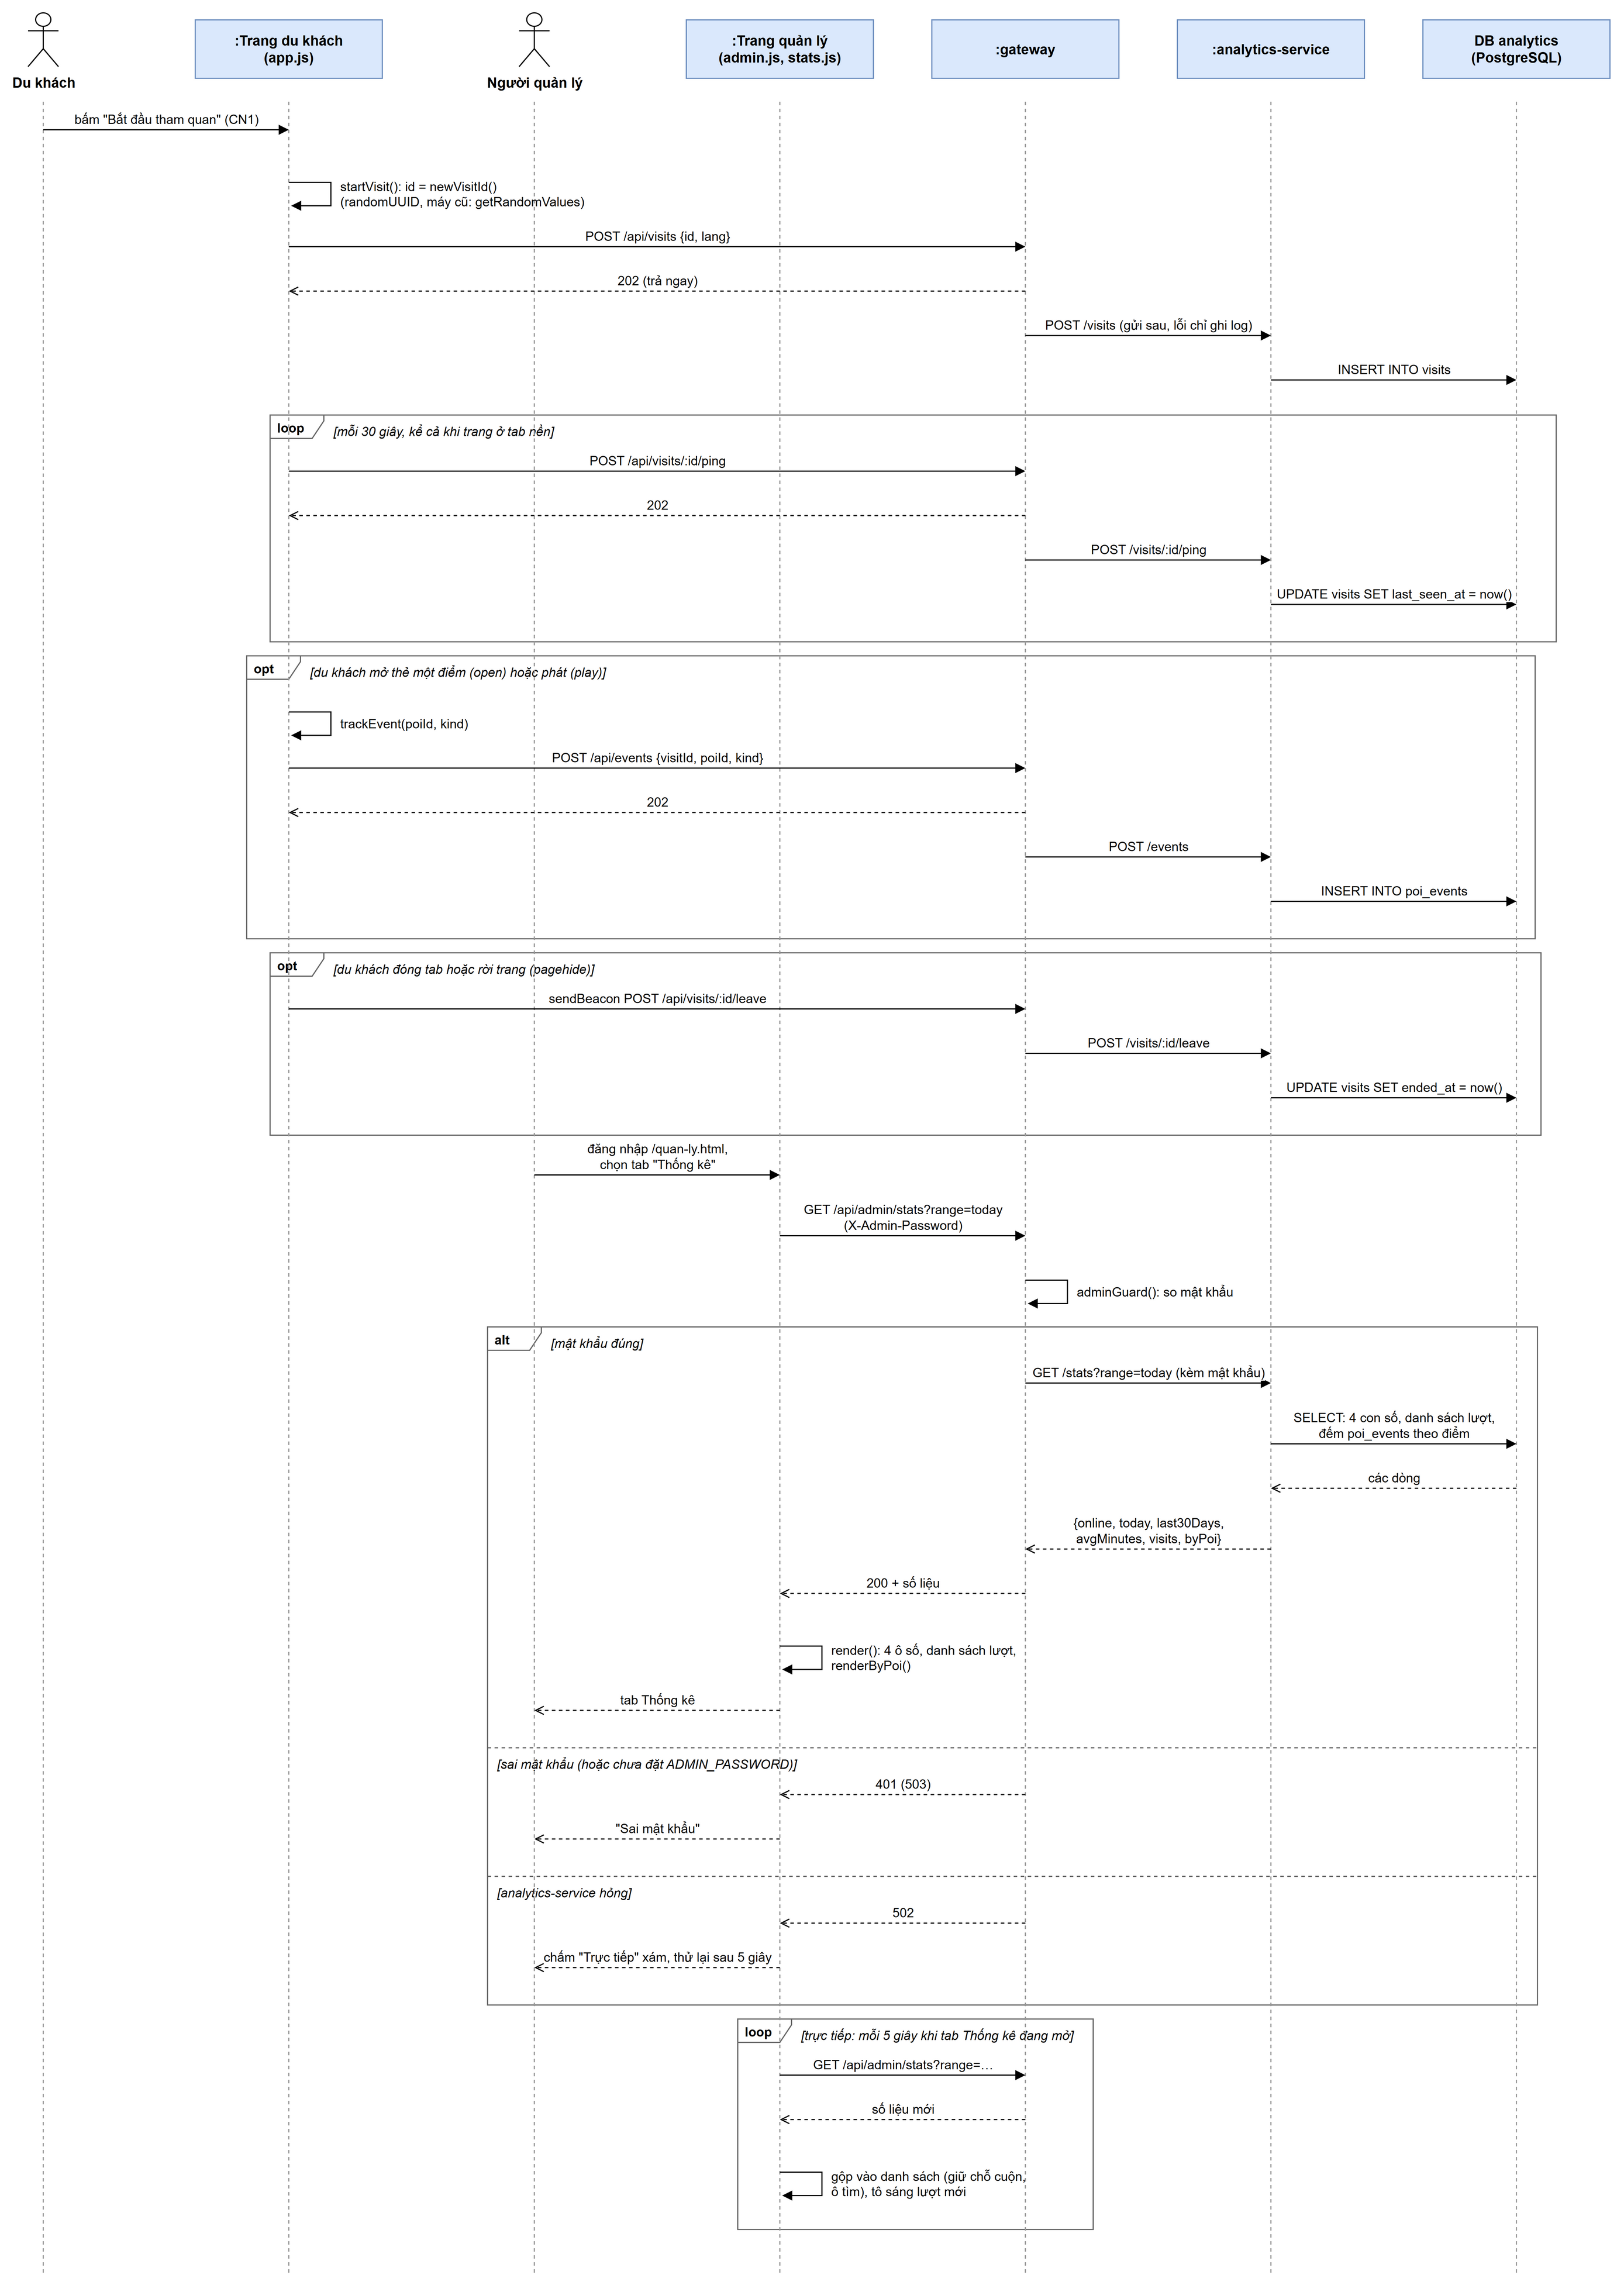 Du khách
:Trang du khách
(app.js)
Người quản lý
:Trang quản lý
(admin.js, stats.js)
:gateway
:analytics-service
DB analytics
(PostgreSQL)
bấm "Bắt đầu tham quan" (CN1)
startVisit(): id = newVisitId()
(randomUUID, máy cũ: getRandomValues)
POST /api/visits {id, lang}
202 (trả ngay)
POST /visits (gửi sau, lỗi chỉ ghi log)
INSERT INTO visits
loop
[mỗi 30 giây, kể cả khi trang ở tab nền]
POST /api/visits/:id/ping
202
POST /visits/:id/ping
UPDATE visits SET last_seen_at = now()
opt
[du khách mở thẻ một điểm (open) hoặc phát (play)]
trackEvent(poiId, kind)
POST /api/events {visitId, poiId, kind}
202
POST /events
INSERT INTO poi_events
opt
[du khách đóng tab hoặc rời trang (pagehide)]
sendBeacon POST /api/visits/:id/leave
POST /visits/:id/leave
UPDATE visits SET ended_at = now()
đăng nhập /quan-ly.html,
chọn tab "Thống kê"
GET /api/admin/stats?range=today
(X-Admin-Password)
adminGuard(): so mật khẩu
alt
[mật khẩu đúng]
GET /stats?range=today (kèm mật khẩu)
SELECT: 4 con số, danh sách lượt,
đếm poi_events theo điểm
các dòng
{online, today, last30Days,
avgMinutes, visits, byPoi}
200 + số liệu
render(): 4 ô số, danh sách lượt,
renderByPoi()
tab Thống kê
[sai mật khẩu (hoặc chưa đặt ADMIN_PASSWORD)]
401 (503)
"Sai mật khẩu"
[analytics-service hỏng]
502
chấm "Trực tiếp" xám, thử lại sau 5 giây
loop
[trực tiếp: mỗi 5 giây khi tab Thống kê đang mở]
GET /api/admin/stats?range=…
số liệu mới
gộp vào danh sách (giữ chỗ cuộn,
ô tìm), tô sáng lượt mới